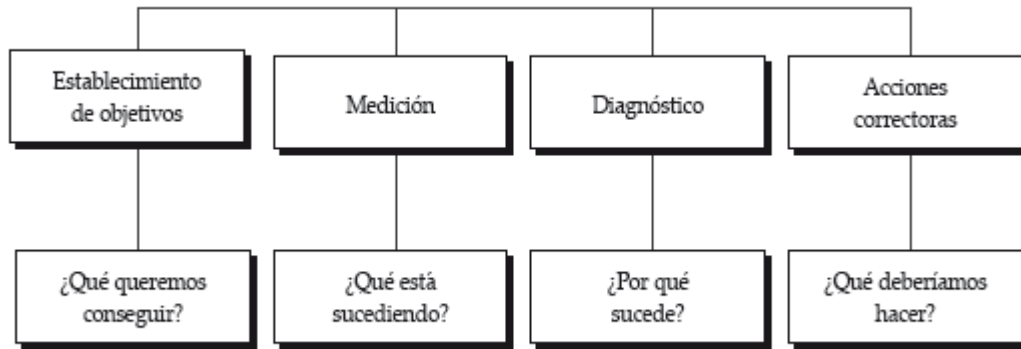 Establecimiento
de objetivos
Medición
Diagnóstico
Acciones
correctoras
¿Qué queremos
conseguir?
¿Qué está
sucediendo?
¿Por qué
sucede?
¿Qué deberíamos
hacer?